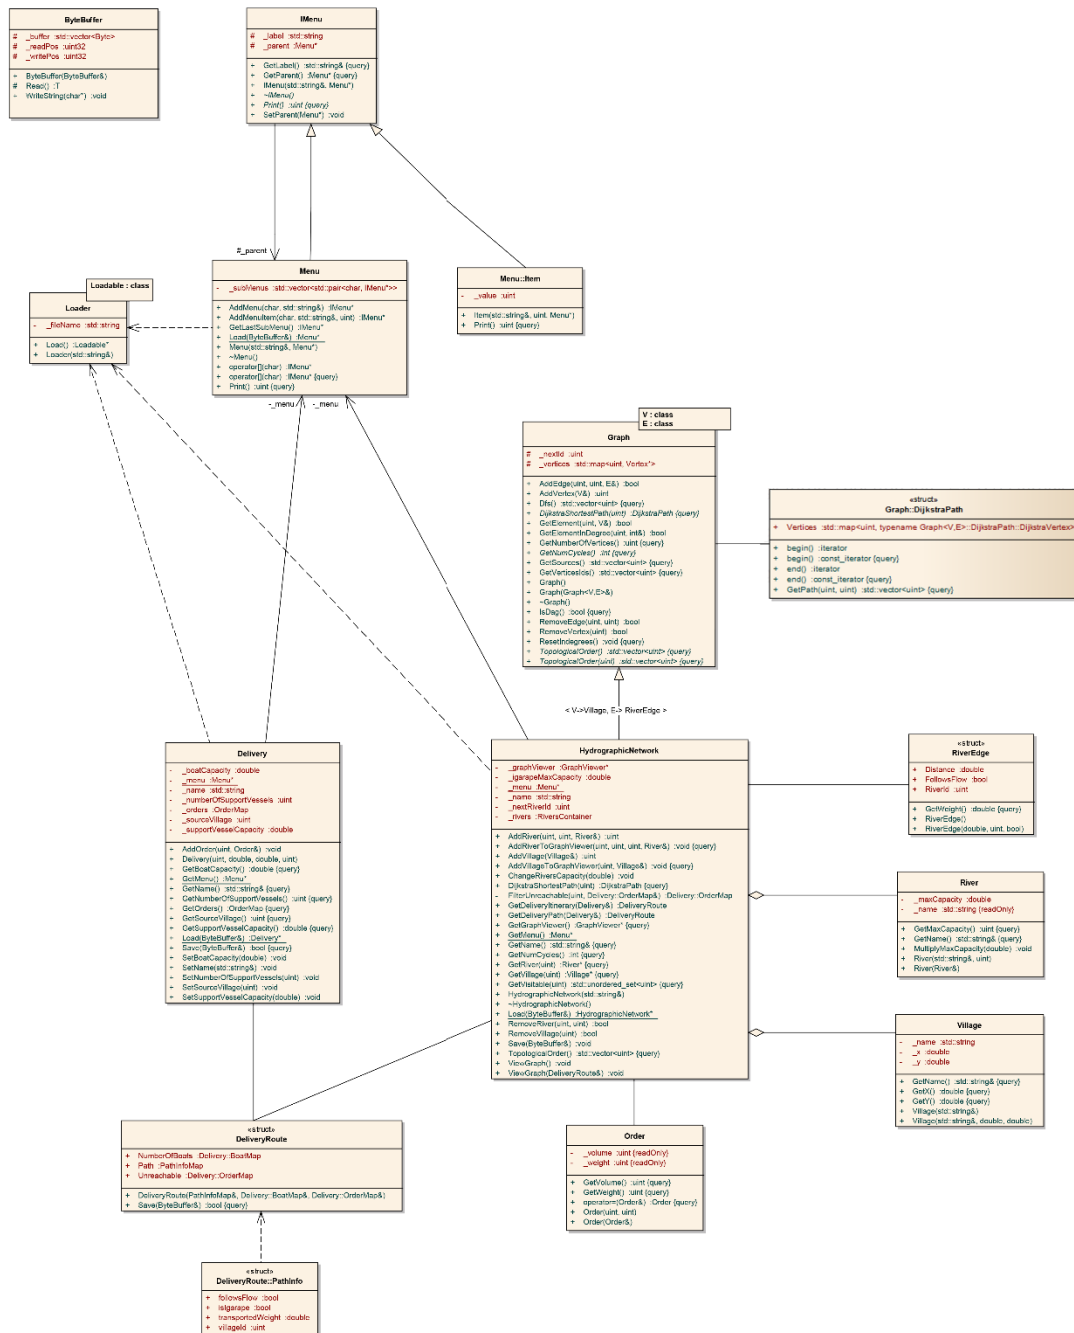 ByteBuffer
# _buffer :std::vector<Byte>
# _readPos :uint32
# _writePos :uint32
+ ByteBuffer(ByteBuffer&)
# Read() :T
+ WriteString(char*) :void
IMenu
# _label :std::string
# _parent :Menu*
+ GetLabel() :std::string& {query}
+ GetParent() :Menu* {query}
+ IMenu(std::string&, Menu*)
+ ~IMenu()
+ Print() :uint {query}
+ SetParent(Menu*) :void
#_parent
Menu
- _subMenus :std::vector<std::pair<char, IMenu*>>
+ AddMenu(char, std::string&) :IMenu*
+ AddMenuItem(char, std::string&, uint) :IMenu*
+ GetLastSubMenu() :IMenu*
+ Load(ByteBuffer&) :Menu*
+ Menu(std::string&, Menu*)
+ ~Menu()
+ operator[](char) :IMenu*
+ operator[](char) :IMenu* {query}
+ Print() :uint {query}
Menu::Item
- _value :uint
+ Item(std::string&, uint, Menu*)
+ Print() :uint {query}
Loadable : class
Loader
- _fileName :std::string
+ Load() :Loadable*
+ Loader(std::string&)
-_menu
-_menu
V : class
E : class
Graph
# _nextId :uint
# _vertices :std::map<uint, Vertex*>
+ AddEdge(uint, uint, E&) :bool
+ AddVertex(V&) :uint
+ Dfs() :std::vector<uint> {query}
+ DijkstraShortestPath(uint) :DijkstraPath {query}
+ GetElement(uint, V&) :bool
+ GetElementInDegree(uint, int&) :bool
+ GetNumberOfVertices() :uint {query}
+ GetNumCycles() :int {query}
+ GetSources() :std::vector<uint> {query}
+ GetVerticesIds() :std::vector<uint> {query}
+ Graph()
+ Graph(Graph<V,E>&)
+ ~Graph()
+ IsDag() :bool {query}
+ RemoveEdge(uint, uint) :bool
+ RemoveVertex(uint) :bool
+ ResetIndegrees() :void {query}
+ TopologicalOrder() :std::vector<uint> {query}
+ TopologicalOrder(uint) :std::vector<uint> {query}
«struct»
Graph::DijkstraPath
+ Vertices :std::map<uint, typename Graph<V,E>::DijkstraPath::DijkstraVertex>
+ begin() :iterator
+ begin() :const_iterator {query}
+ end() :iterator
+ end() :const_iterator {query}
+ GetPath(uint, uint) :std::vector<uint> {query}
< V->Village, E-> RiverEdge >
Delivery
- _boatCapacity :double
- _menu :Menu*
- _name :std::string
- _numberOfSupportVessels :uint
- _orders :OrderMap
- _sourceVillage :uint
- _supportVesselCapacity :double
+ AddOrder(uint, Order&) :void
+ Delivery(uint, double, double, uint)
+ GetBoatCapacity() :double {query}
+ GetMenu() :Menu*
+ GetName() :std::string& {query}
+ GetNumberOfSupportVessels() :uint {query}
+ GetOrders() :OrderMap {query}
+ GetSourceVillage() :uint {query}
+ GetSupportVesselCapacity() :double {query}
+ Load(ByteBuffer&) :Delivery*
+ Save(ByteBuffer&) :bool {query}
+ SetBoatCapacity(double) :void
+ SetName(std::string&) :void
+ SetNumberOfSupportVessels(uint) :void
+ SetSourceVillage(uint) :void
+ SetSupportVesselCapacity(double) :void
HydrographicNetwork
- _graphViewer :GraphViewer*
- _igarapeMaxCapacity :double
- _menu :Menu*
- _name :std::string
- _nextRiverId :uint
- _rivers :RiversContainer
+ AddRiver(uint, uint, River&) :uint
+ AddRiverToGraphViewer(uint, uint, uint, River&) :void {query}
+ AddVillage(Village&) :uint
+ AddVillageToGraphViewer(uint, Village&) :void {query}
+ ChangeRiversCapacity(double) :void
+ DijkstraShortestPath(uint) :DijkstraPath {query}
- FilterUnreachable(uint, Delivery::OrderMap&) :Delivery::OrderMap
+ GetDeliveryItinerary(Delivery&) :DeliveryRoute
+ GetDeliveryPath(Delivery&) :DeliveryRoute
+ GetGraphViewer() :GraphViewer* {query}
+ GetMenu() :Menu*
+ GetName() :std::string& {query}
+ GetNumCycles() :int {query}
+ GetRiver(uint) :River* {query}
+ GetVillage(uint) :Village* {query}
+ GetVisitable(uint) :std::unordered_set<uint> {query}
+ HydrographicNetwork(std::string&)
+ ~HydrographicNetwork()
+ Load(ByteBuffer&) :HydrographicNetwork*
+ RemoveRiver(uint, uint) :bool
+ RemoveVillage(uint) :bool
+ Save(ByteBuffer&) :void
+ TopologicalOrder() :std::vector<uint> {query}
+ ViewGraph() :void
+ ViewGraph(DeliveryRoute&) :void
«struct»
RiverEdge
+ Distance :double
+ FollowsFlow :bool
+ RiverId :uint
+ GetWeight() :double {query}
+ RiverEdge()
+ RiverEdge(double, uint, bool)
River
- _maxCapacity :double
- _name :std::string {readOnly}
+ GetMaxCapacity() :uint {query}
+ GetName() :std::string& {query}
+ MultiplyMaxCapacity(double) :void
+ River(std::string&, uint)
+ River(River&)
Village
- _name :std::string
- _x :double
- _y :double
+ GetName() :std::string& {query}
+ GetX() :double {query}
+ GetY() :double {query}
+ Village(std::string&)
+ Village(std::string&, double, double)
«struct»
DeliveryRoute
+ NumberOfBoats :Delivery::BoatMap
+ Path :PathInfoMap
+ Unreachable :Delivery::OrderMap
+ DeliveryRoute(PathInfoMap&, Delivery::BoatMap&, Delivery::OrderMap&)
+ Save(ByteBuffer&) :bool {query}
Order
- _volume :uint {readOnly}
- _weight :uint {readOnly}
+ GetVolume() :uint {query}
+ GetWeight() :uint {query}
+ operator=(Order&) :Order {query}
+ Order(uint, uint)
+ Order(Order&)
«struct»
DeliveryRoute::PathInfo
+ followsFlow :bool
+ isIgarape :bool
+ transportedWeight :double
+ villageId :uint